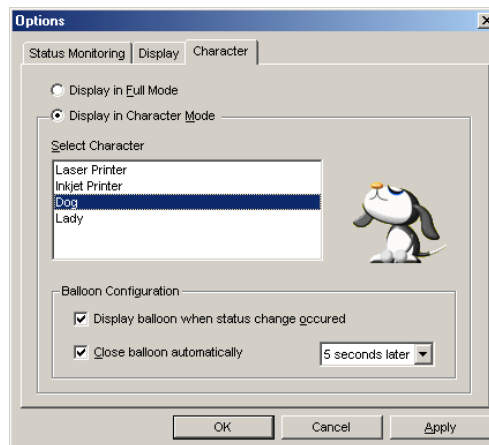 Options
Status Monitoring Display Character
Display in Full Mode
Display in Character Mode
Select Character
Laser Printer
Inkjet Printer
Dog
Lady
Balloon Configuration
Display balloon when status change occured
Close balloon automatically 5 seconds later
OK Cancel Apply